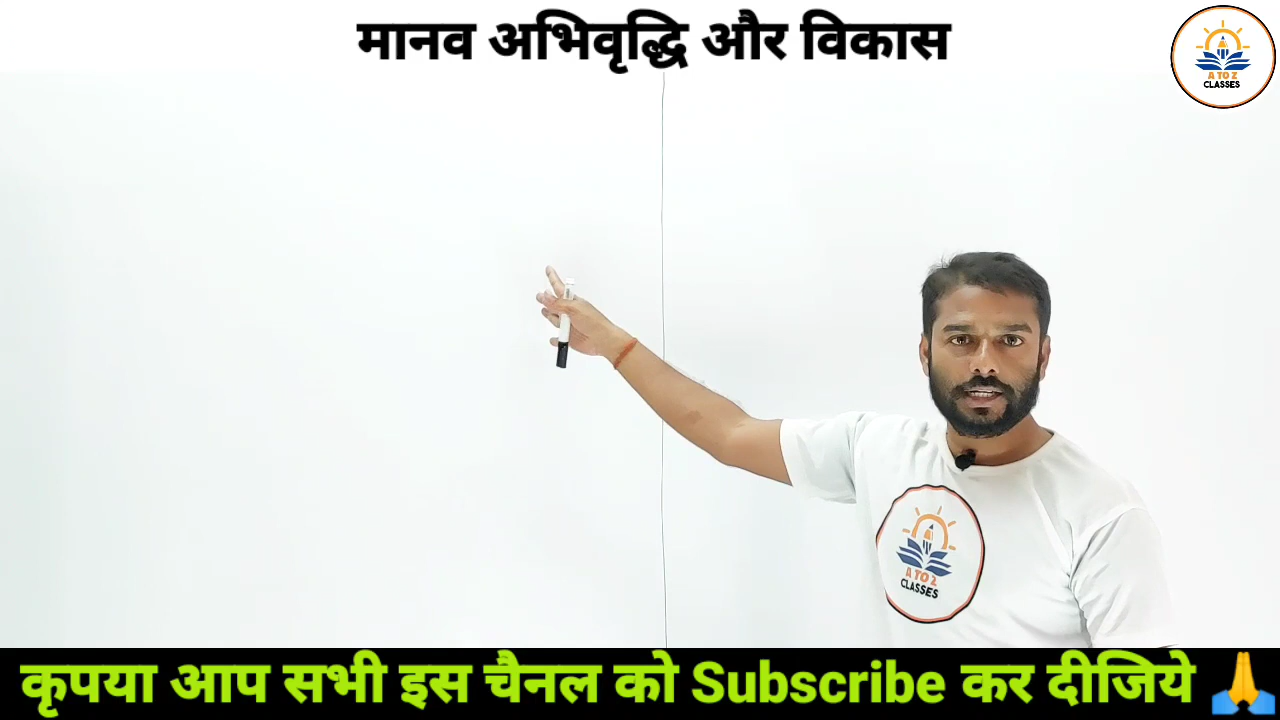 मानव अभिवृद्धि और विकास
A TO Z
CLASSES
A TO Z
CLASSES
कृपया आप सभी इस चैनल को Subscribe कर दीजिये 🙏